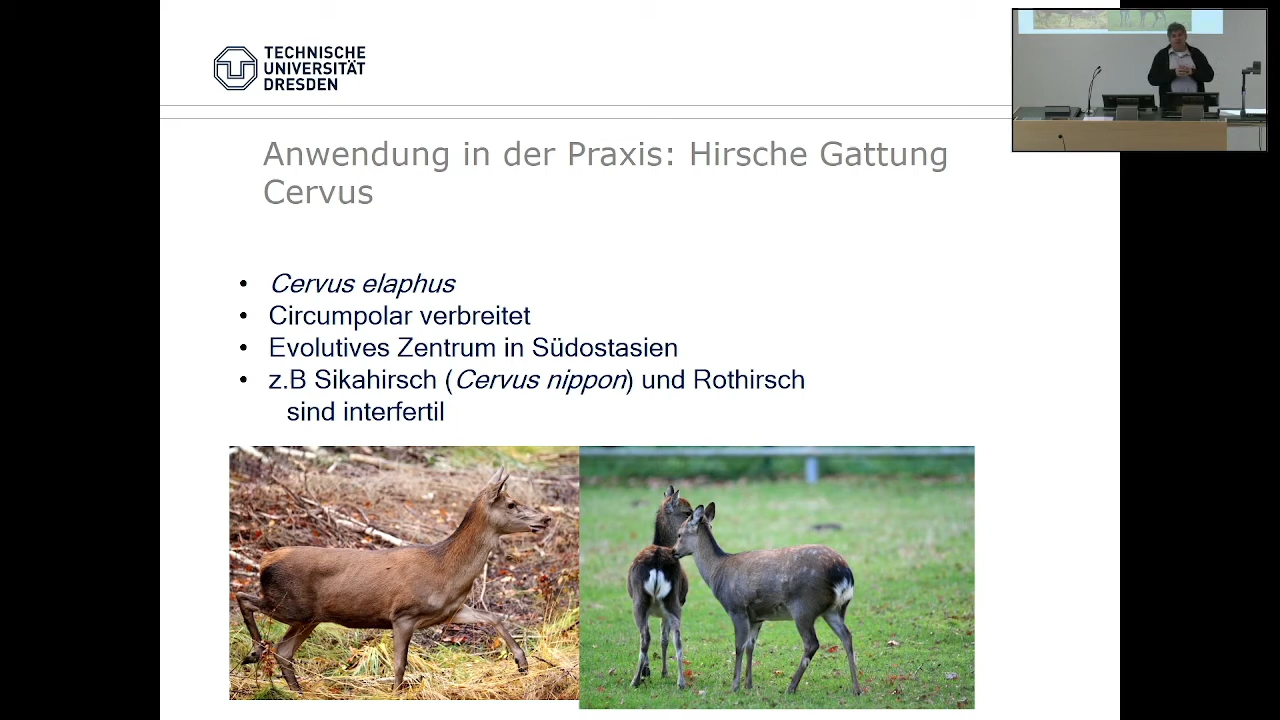 TECHNISCHE
UNIVERSITÄT
DRESDEN
Anwendung in der Praxis: Hirsche Gattung
Cervus
• Cervus elaphus
• Circumpolar verbreitet
• Evolutives Zentrum in Südostasien
• z.B Sikahirsch (Cervus nippon) und Rothirsch
sind interfertil